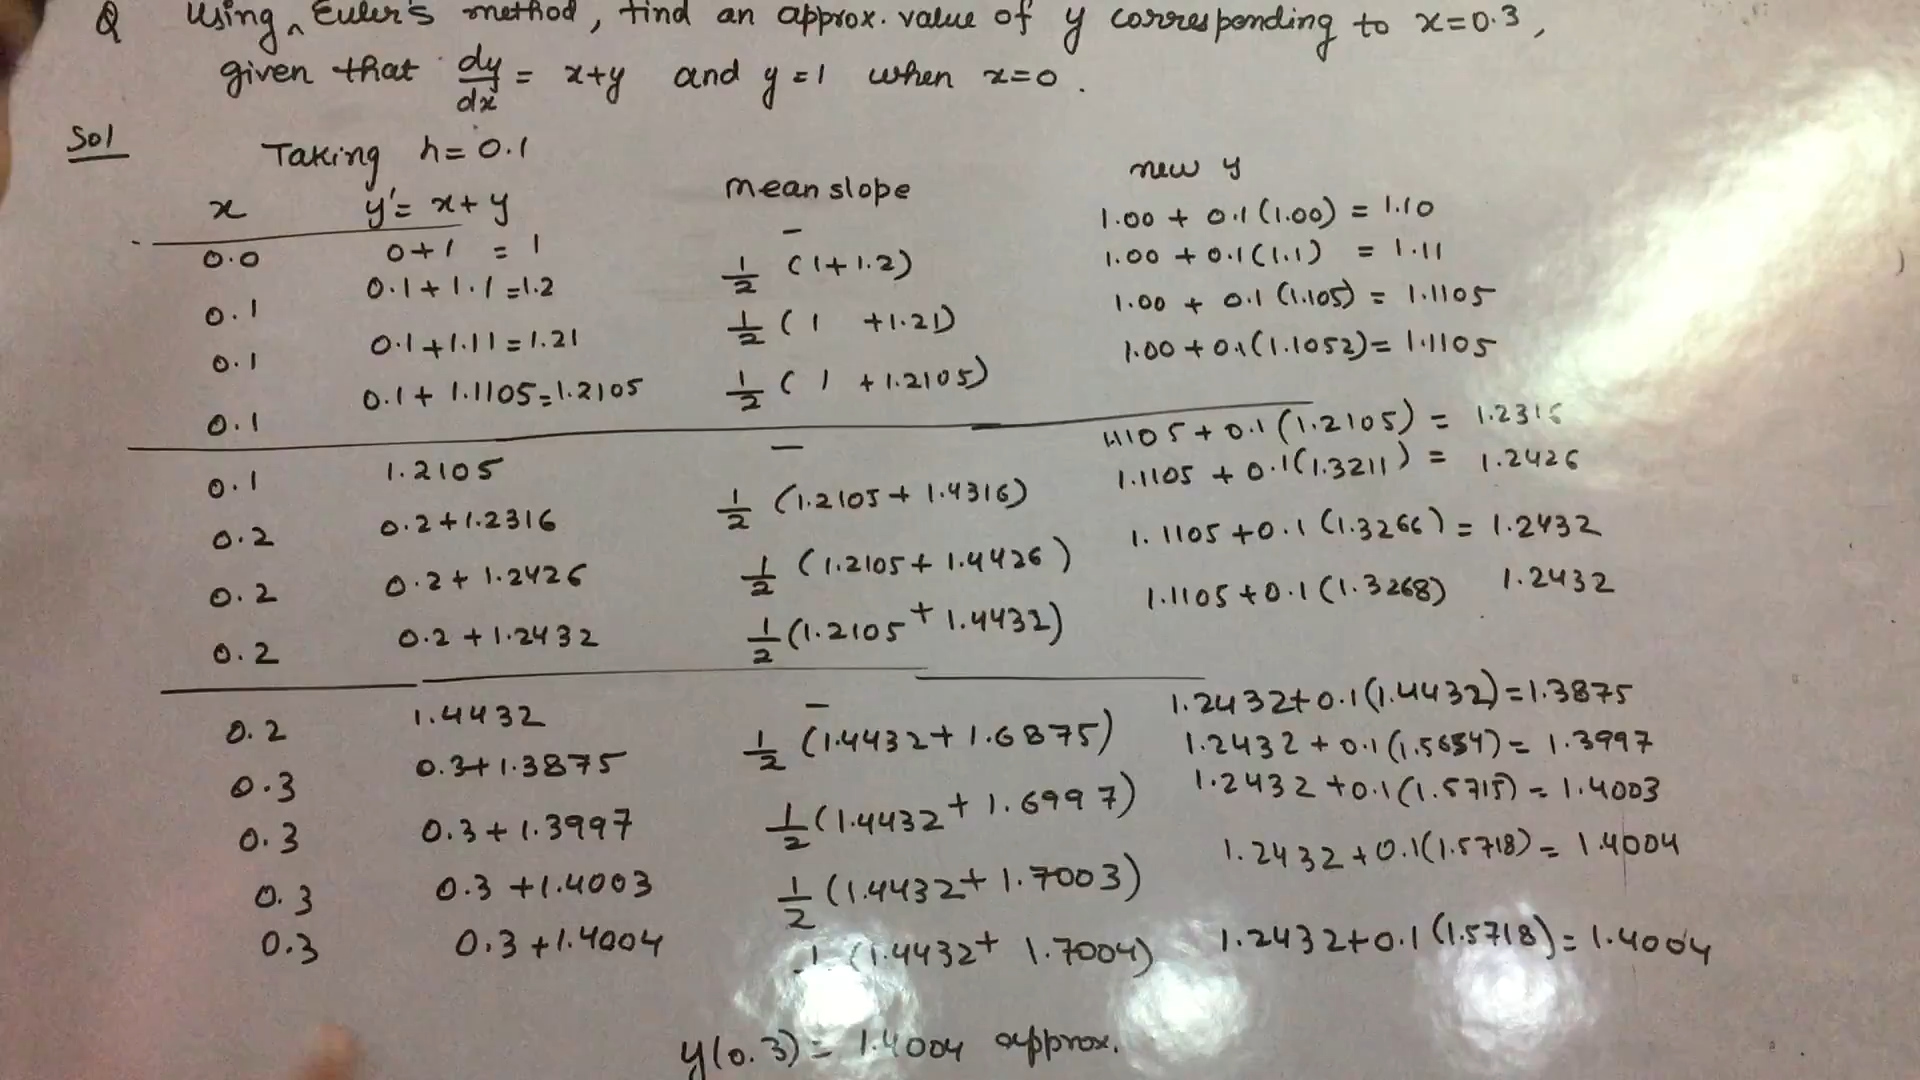 Q Using ^ Euler's method, find an approx. value of y corresponding to x=0.3,
given that dy/dx = x+y and y=1 when x=0.
Sol Taking h=0.1
x y'= x+y mean slope new y
0.0 0+1 = 1 – 1.00 + 0.1(1.00) = 1.10
0.1 0.1+1.1=1.2 1/2 (1+1.2) 1.00 + 0.1(1.1) = 1.11
0.1 0.1+1.11=1.21 1/2 (1 +1.21) 1.00 + 0.1(1.105) = 1.1105
0.1 0.1+ 1.1105=1.2105 1/2 (1 +1.2105) 1.00+0.1(1.1052)= 1.1105
0.1 1.2105 – 1.1105+0.1(1.2105) = 1.2316
0.2 0.2+1.2316 1/2 (1.2105+1.4316) 1.1105 + 0.1(1.3211) = 1.2426
0.2 0.2+ 1.2426 1/2 (1.2105+1.4426) 1.1105+0.1(1.3266) = 1.2432
0.2 0.2 +1.2432 1/2 (1.2105+1.4432) 1.1105+0.1(1.3268) 1.2432
0.2 1.4432 – 1.2432+0.1(1.4432)=1.3875
0.3 0.3+1.3875 1/2 (1.4432+1.6875) 1.2432+0.1(1.5654)= 1.3997
0.3 0.3+1.3997 1/2 (1.4432+1.6997) 1.2432+0.1(1.5715) = 1.4003
0.3 0.3 +1.4003 1/2 (1.4432+1.7003) 1.2432+0.1(1.5718)= 1.4004
0.3 0.3+1.4004 (1.4432+ 1.7004) 1.2432+0.1(1.5718)= 1.4004
y(0.3)= 1.4004 approx.